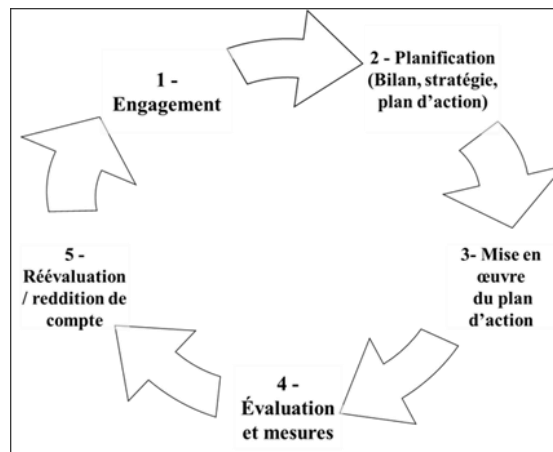 1 -
Engagement
2 - Planification
(Bilan, stratégie,
plan d'action)
3- Mise en
œuvre
du plan
d'action
4 -
Évaluation
et mesures
5 -
Réévaluation
/ reddition de
compte